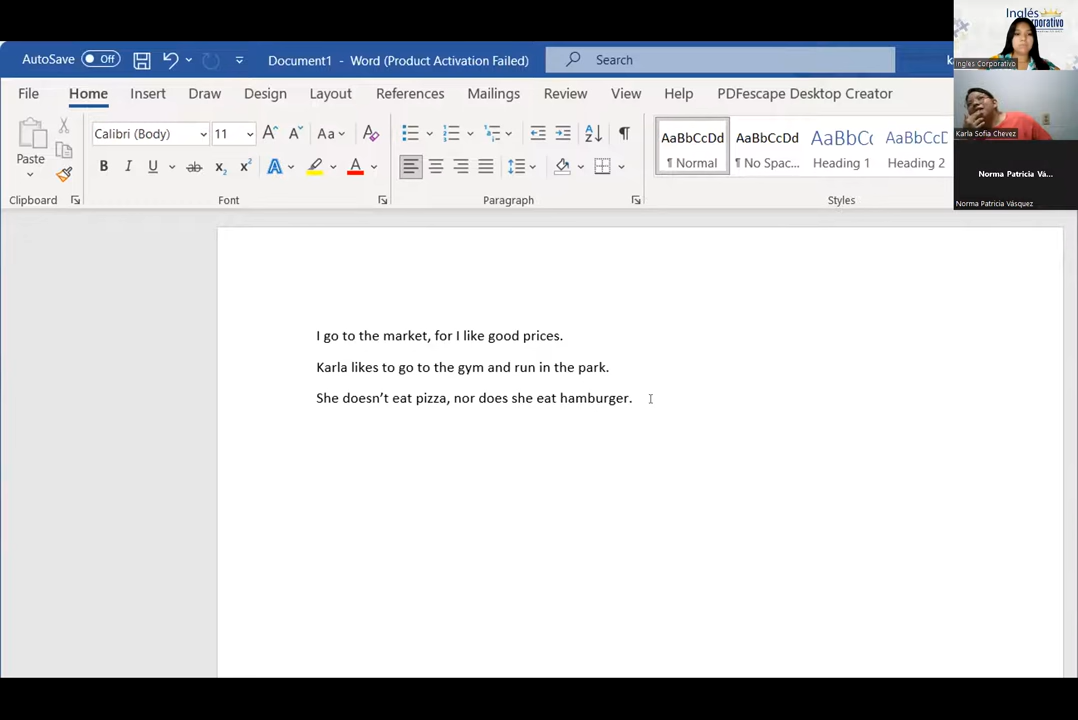 Inglés
Corporativo
AutoSave Off Document1 - Word (Product Activation Failed) Search
Ingles Corporativo
File Home Insert Draw Design Layout References Mailings Review View Help PDFescape Desktop Creator
Karla Sofia Chevez
Calibri (Body) 11 Aa
AaBbCcDd AaBbCcDd AaBbCc AaBbCcD
Paste
¶ Normal ¶ No Spac... Heading 1 Heading 2
Norma Patricia Vá...
Clipboard Font Paragraph Styles
Norma Patricia Vásquez
I go to the market, for I like good prices.
Karla likes to go to the gym and run in the park.
She doesn't eat pizza, nor does she eat hamburger.